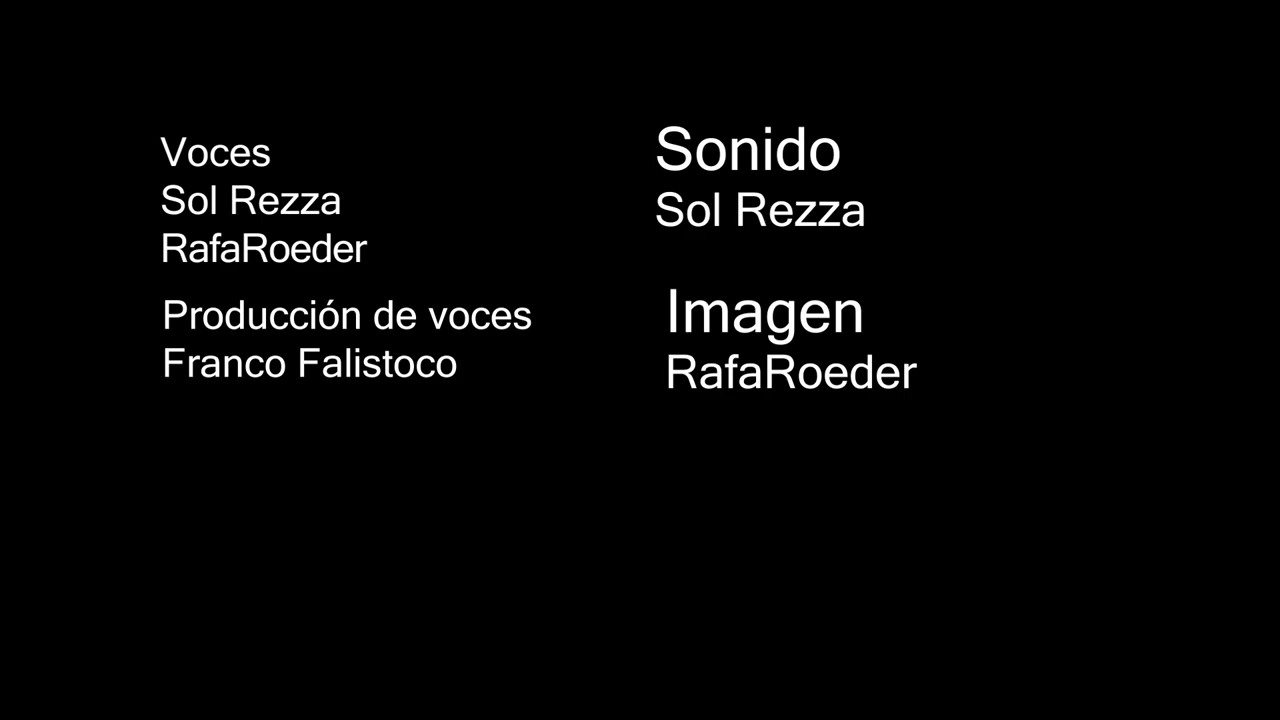 Voces
Sol Rezza
RafaRoeder
Producción de voces
Franco Falistoco
Sonido
Sol Rezza
Imagen
RafaRoeder